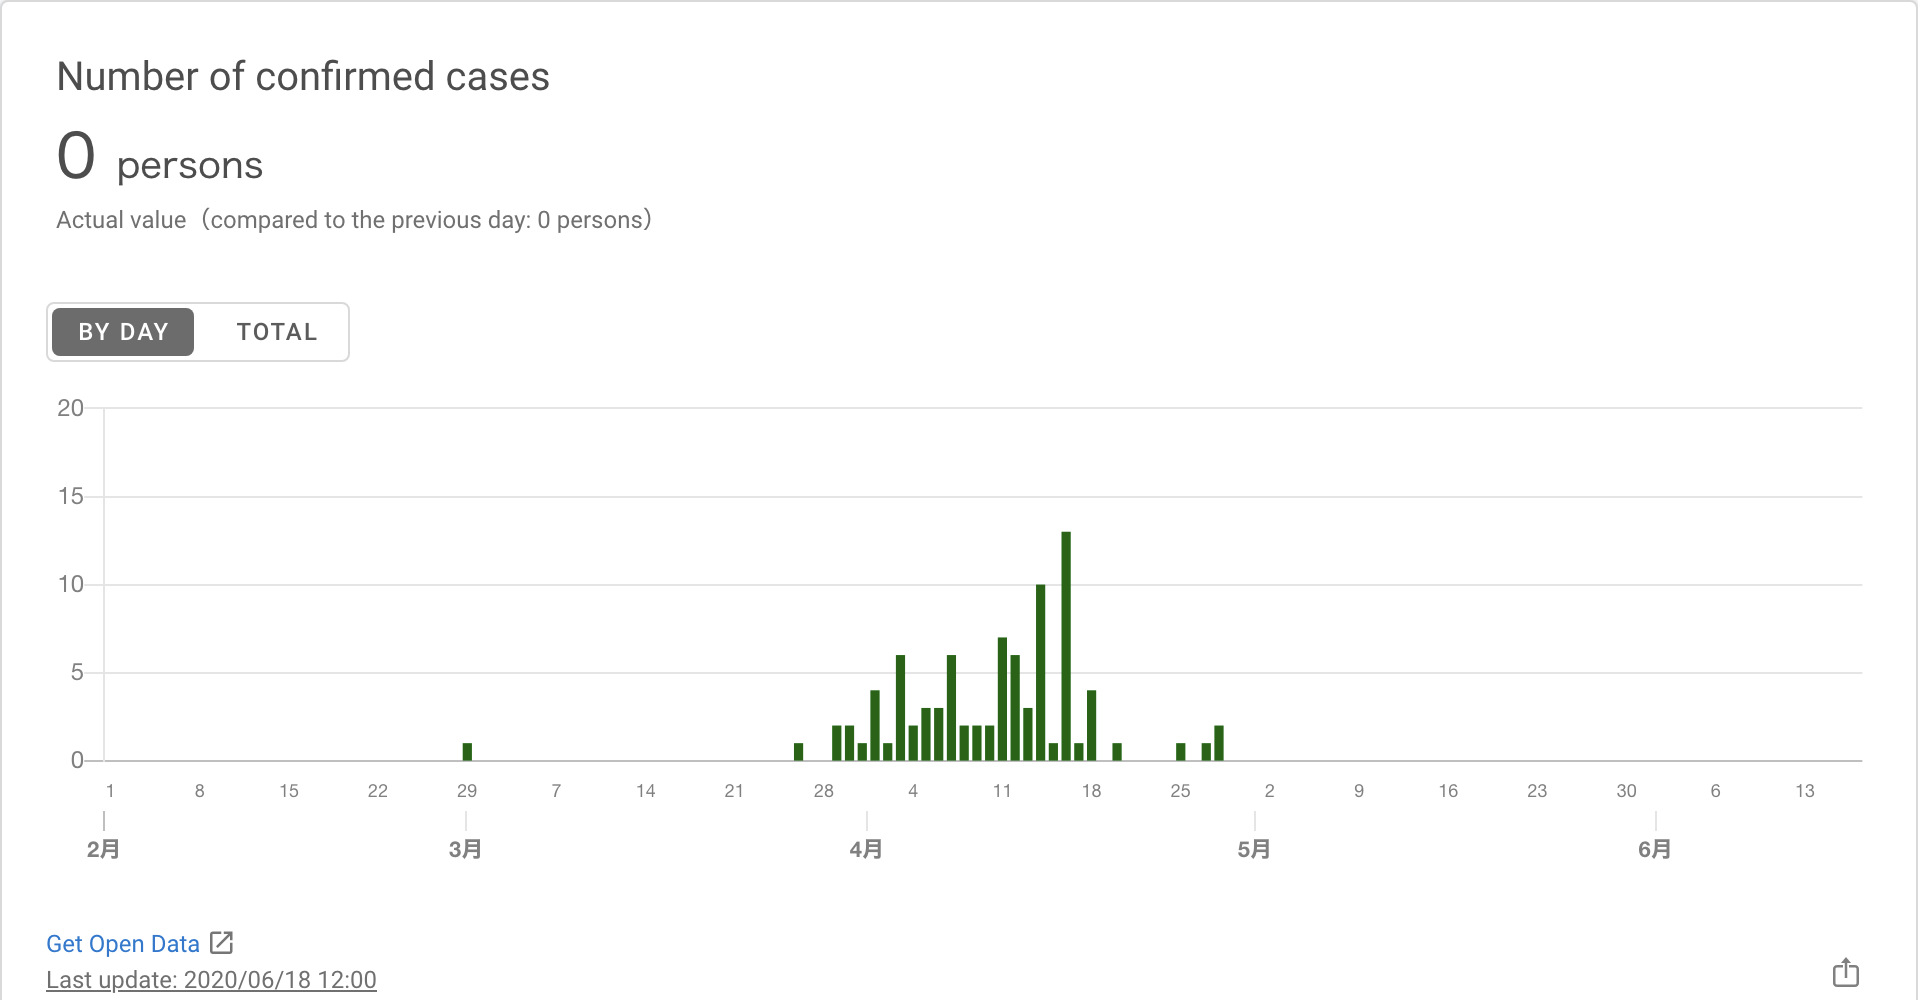 Number of confirmed cases
0 persons
Actual value（compared to the previous day: 0 persons）
BY DAY TOTAL
20
15
10
5
0
1 8 15 22 29 7 14 21 28 4 11 18 25 2 9 16 23 30 6 13
2月 3月 4月 5月 6月
Get Open Data
Last update: 2020/06/18 12:00